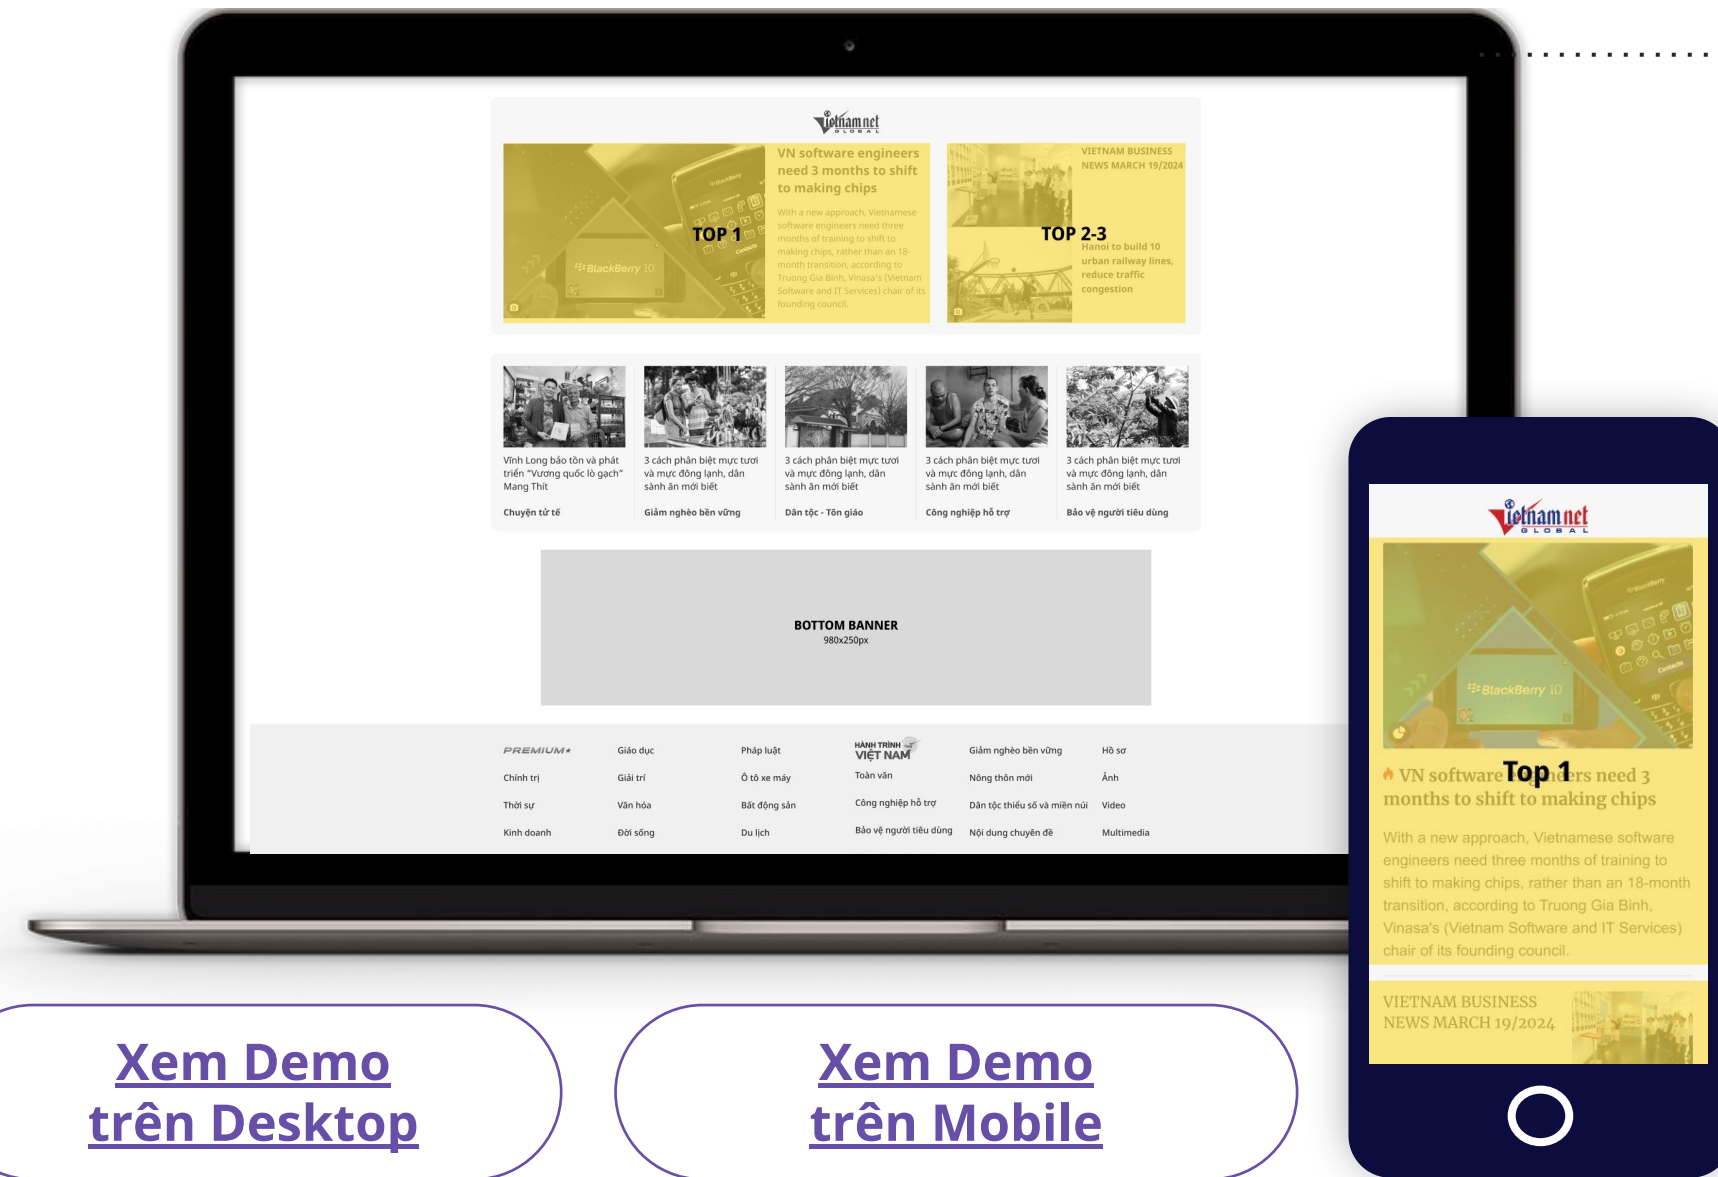 Vietnamnet
GLOBAL
VN software engineers
need 3 months to shift
to making chips
With a new approach, Vietnamese
software engineers need three
months of training to shift to
making chips, rather than an 18-
month transition, according to
Truong Gia Binh, Vinasa's (Vietnam
Software and IT Services) chair of its
founding council.
TOP 1
BlackBerry 10
VIETNAM BUSINESS
NEWS MARCH 19/2024
TOP 2-3
Hanoi to build 10
urban railway lines,
reduce traffic
congestion
Vĩnh Long bảo tồn và phát
triển “Vương quốc lò gạch”
Mang Thít
Chuyện tử tế
3 cách phân biệt mực tươi
và mực đông lạnh, dân
sành ăn mới biết
Giảm nghèo bền vững
3 cách phân biệt mực tươi
và mực đông lạnh, dân
sành ăn mới biết
Dân tộc - Tôn giáo
3 cách phân biệt mực tươi
và mực đông lạnh, dân
sành ăn mới biết
Công nghiệp hỗ trợ
3 cách phân biệt mực tươi
và mực đông lạnh, dân
sành ăn mới biết
Bảo vệ người tiêu dùng
BOTTOM BANNER
980x250px
PREMIUM
Chính trị
Thời sự
Kinh doanh
Giáo dục
Giải trí
Văn hóa
Đời sống
Pháp luật
Ô tô xe máy
Bất động sản
Du lịch
HÀNH TRÌNH
VIỆT NAM
Toàn văn
Công nghiệp hỗ trợ
Bảo vệ người tiêu dùng
Giảm nghèo bền vững
Nông thôn mới
Dân tộc thiểu số và miền núi
Nội dung chuyên đề
Hồ sơ
Ảnh
Video
Multimedia
Vietnamnet
GLOBAL
BlackBerry
Contacts
BlackBerry 10
Top 1
VN software engineers need 3
months to shift to making chips
With a new approach, Vietnamese software
engineers need three months of training to
shift to making chips, rather than an 18-month
transition, according to Truong Gia Binh,
Vinasa's (Vietnam Software and IT Services)
chair of its founding council.
VIETNAM BUSINESS
NEWS MARCH 19/2024
Xem Demo
trên Desktop
Xem Demo
trên Mobile